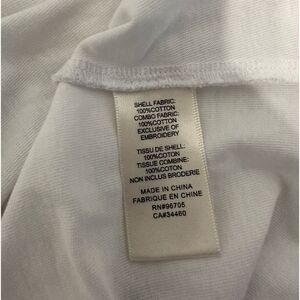 SHELL FABRIC:
100%COTTON
COMBO FABRIC:
100%COTTON
EXCLUSIVE OF
EMBROIDERY
TISSU DE SHELL:
100%COTON
TISSUE COMBINE:
100%COTON
NON INCLUS BRODERIE
MADE IN CHINA
FABRIQUE EN CHINE
RN#96705
CA#34460